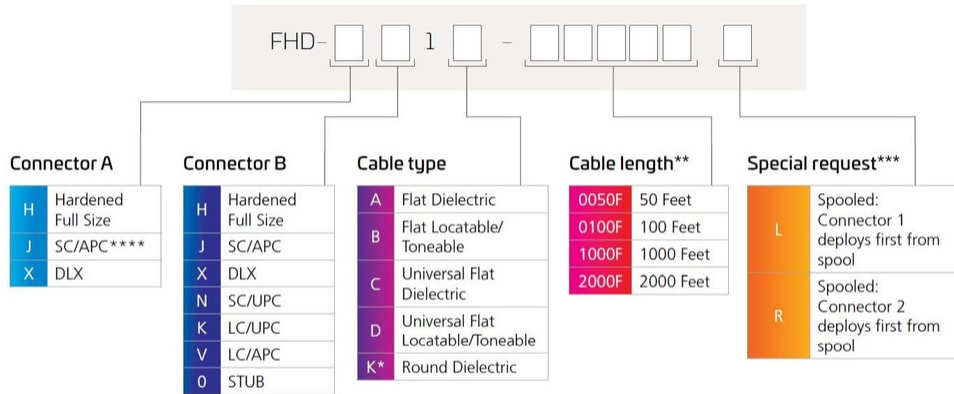 FHD- 1 -
Connector A
H Hardened
Full Size
J SC/APC****
X DLX
Connector B
H Hardened
Full Size
J SC/APC
X DLX
N SC/UPC
K LC/UPC
V LC/APC
0 STUB
Cable type
A Flat Dielectric
B Flat Locatable/
Toneable
C Universal Flat
Dielectric
D Universal Flat
Locatable/Toneable
K* Round Dielectric
Cable length**
0050F 50 Feet
0100F 100 Feet
1000F 1000 Feet
2000F 2000 Feet
Special request***
L Spooled:
Connector 1
deploys first from
spool
R Spooled:
Connector 2
deploys first from
spool